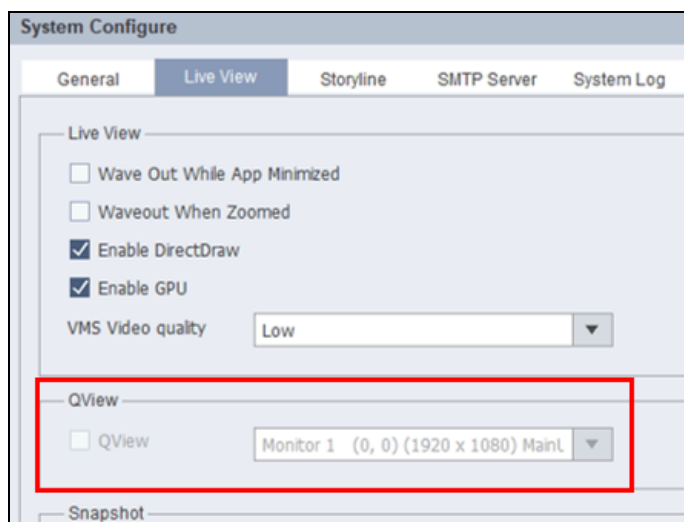 System Configure
General Live View Storyline SMTP Server System Log
Live View
Wave Out While App Minimized
Waveout When Zoomed
Enable DirectDraw
Enable GPU
VMS Video quality Low
QView
QView Monitor 1 (0, 0) (1920 x 1080) Main
Snapshot